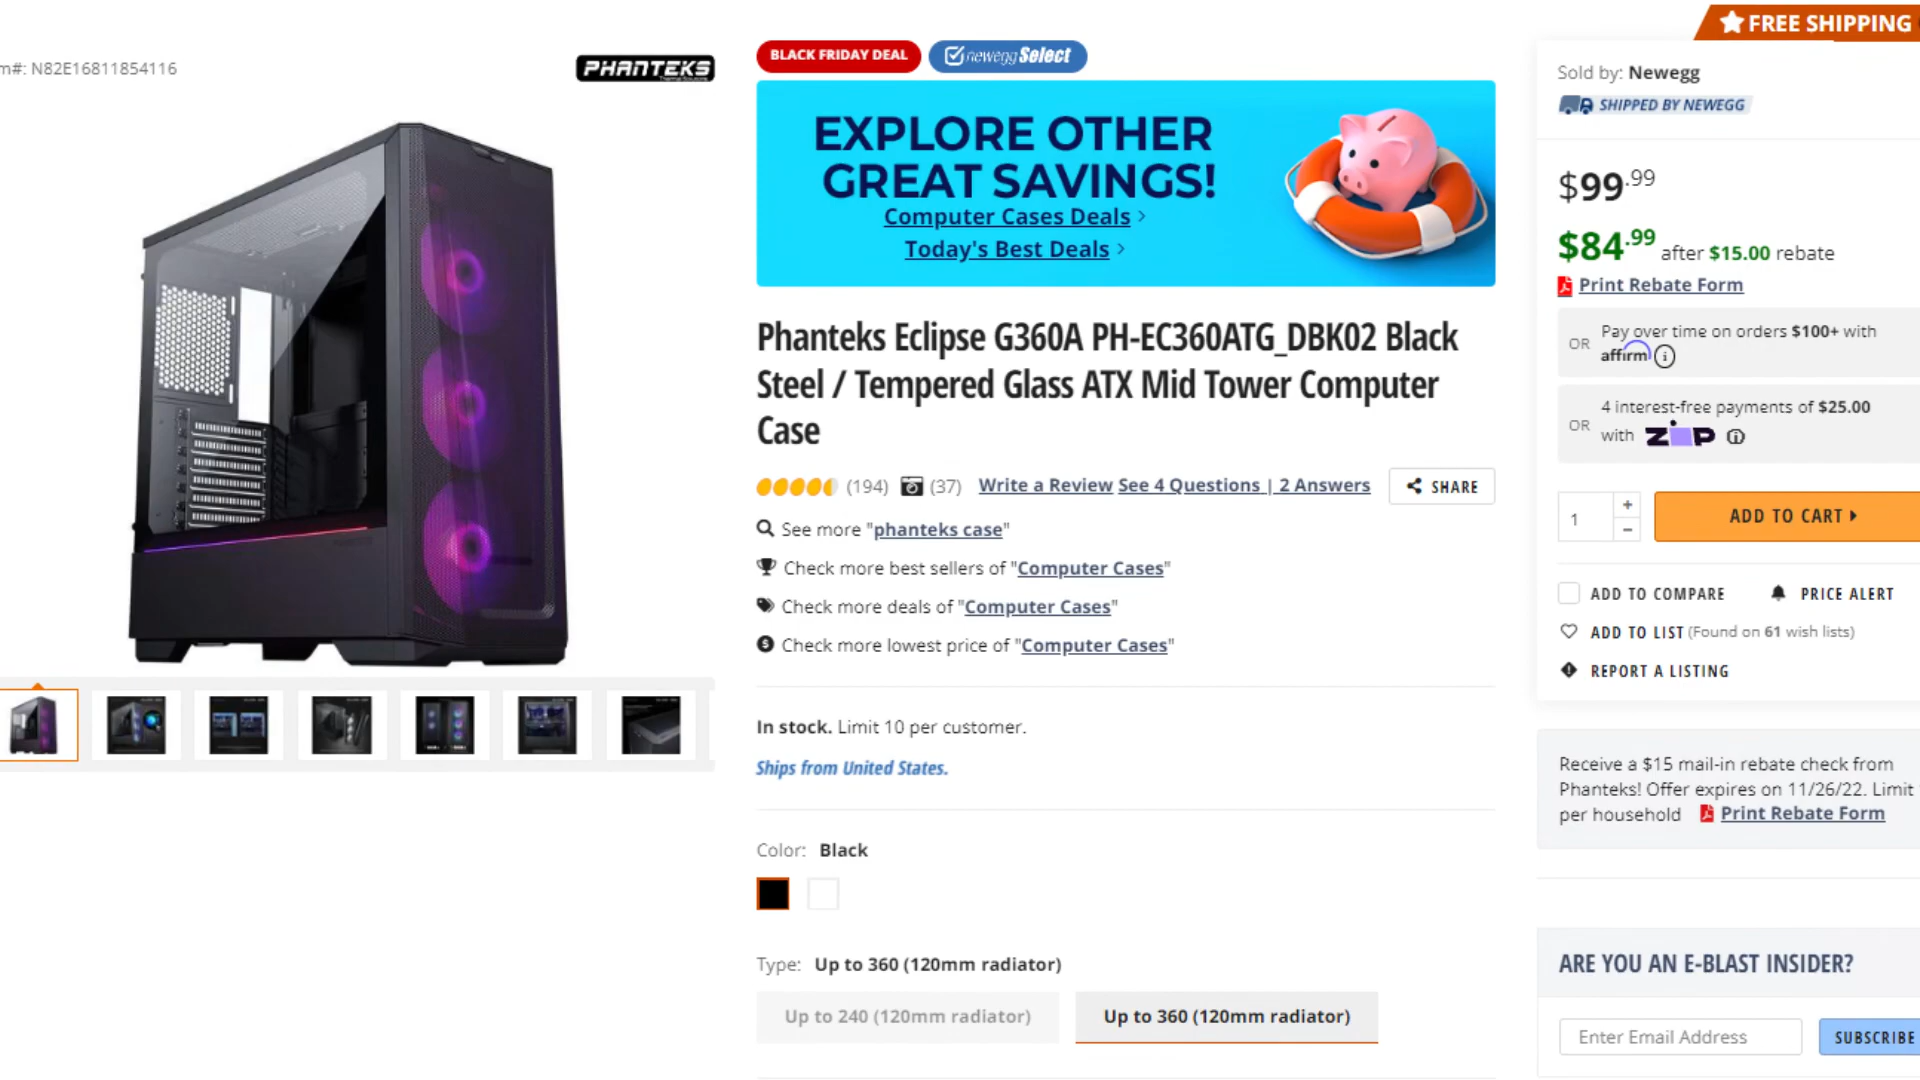 FREE SHIPPING
m#: N82E16811854116
PHANTEKS
BLACK FRIDAY DEAL
newegg Select
EXPLORE OTHER
GREAT SAVINGS!
Computer Cases Deals
Today's Best Deals
Phanteks Eclipse G360A PH-EC360ATG_DBK02 Black
Steel / Tempered Glass ATX Mid Tower Computer
Case
(194) (37) Write a Review See 4 Questions | 2 Answers
SHARE
See more "phanteks case"
Check more best sellers of "Computer Cases"
Check more deals of "Computer Cases"
Check more lowest price of "Computer Cases"
In stock. Limit 10 per customer.
Ships from United States.
Color: Black
Type: Up to 360 (120mm radiator)
Up to 240 (120mm radiator)
Up to 360 (120mm radiator)
Sold by: Newegg
SHIPPED BY NEWEGG
$99.99
$84.99 after $15.00 rebate
Print Rebate Form
OR
Pay over time on orders $100+ with
affirm
OR
4 interest-free payments of $25.00
with ZIP
1
+
−
ADD TO CART
ADD TO COMPARE
PRICE ALERT
ADD TO LIST (Found on 61 wish lists)
REPORT A LISTING
Receive a $15 mail-in rebate check from
Phanteks! Offer expires on 11/26/22. Limit
per household Print Rebate Form
ARE YOU AN E-BLAST INSIDER?
Enter Email Address
SUBSCRIBE